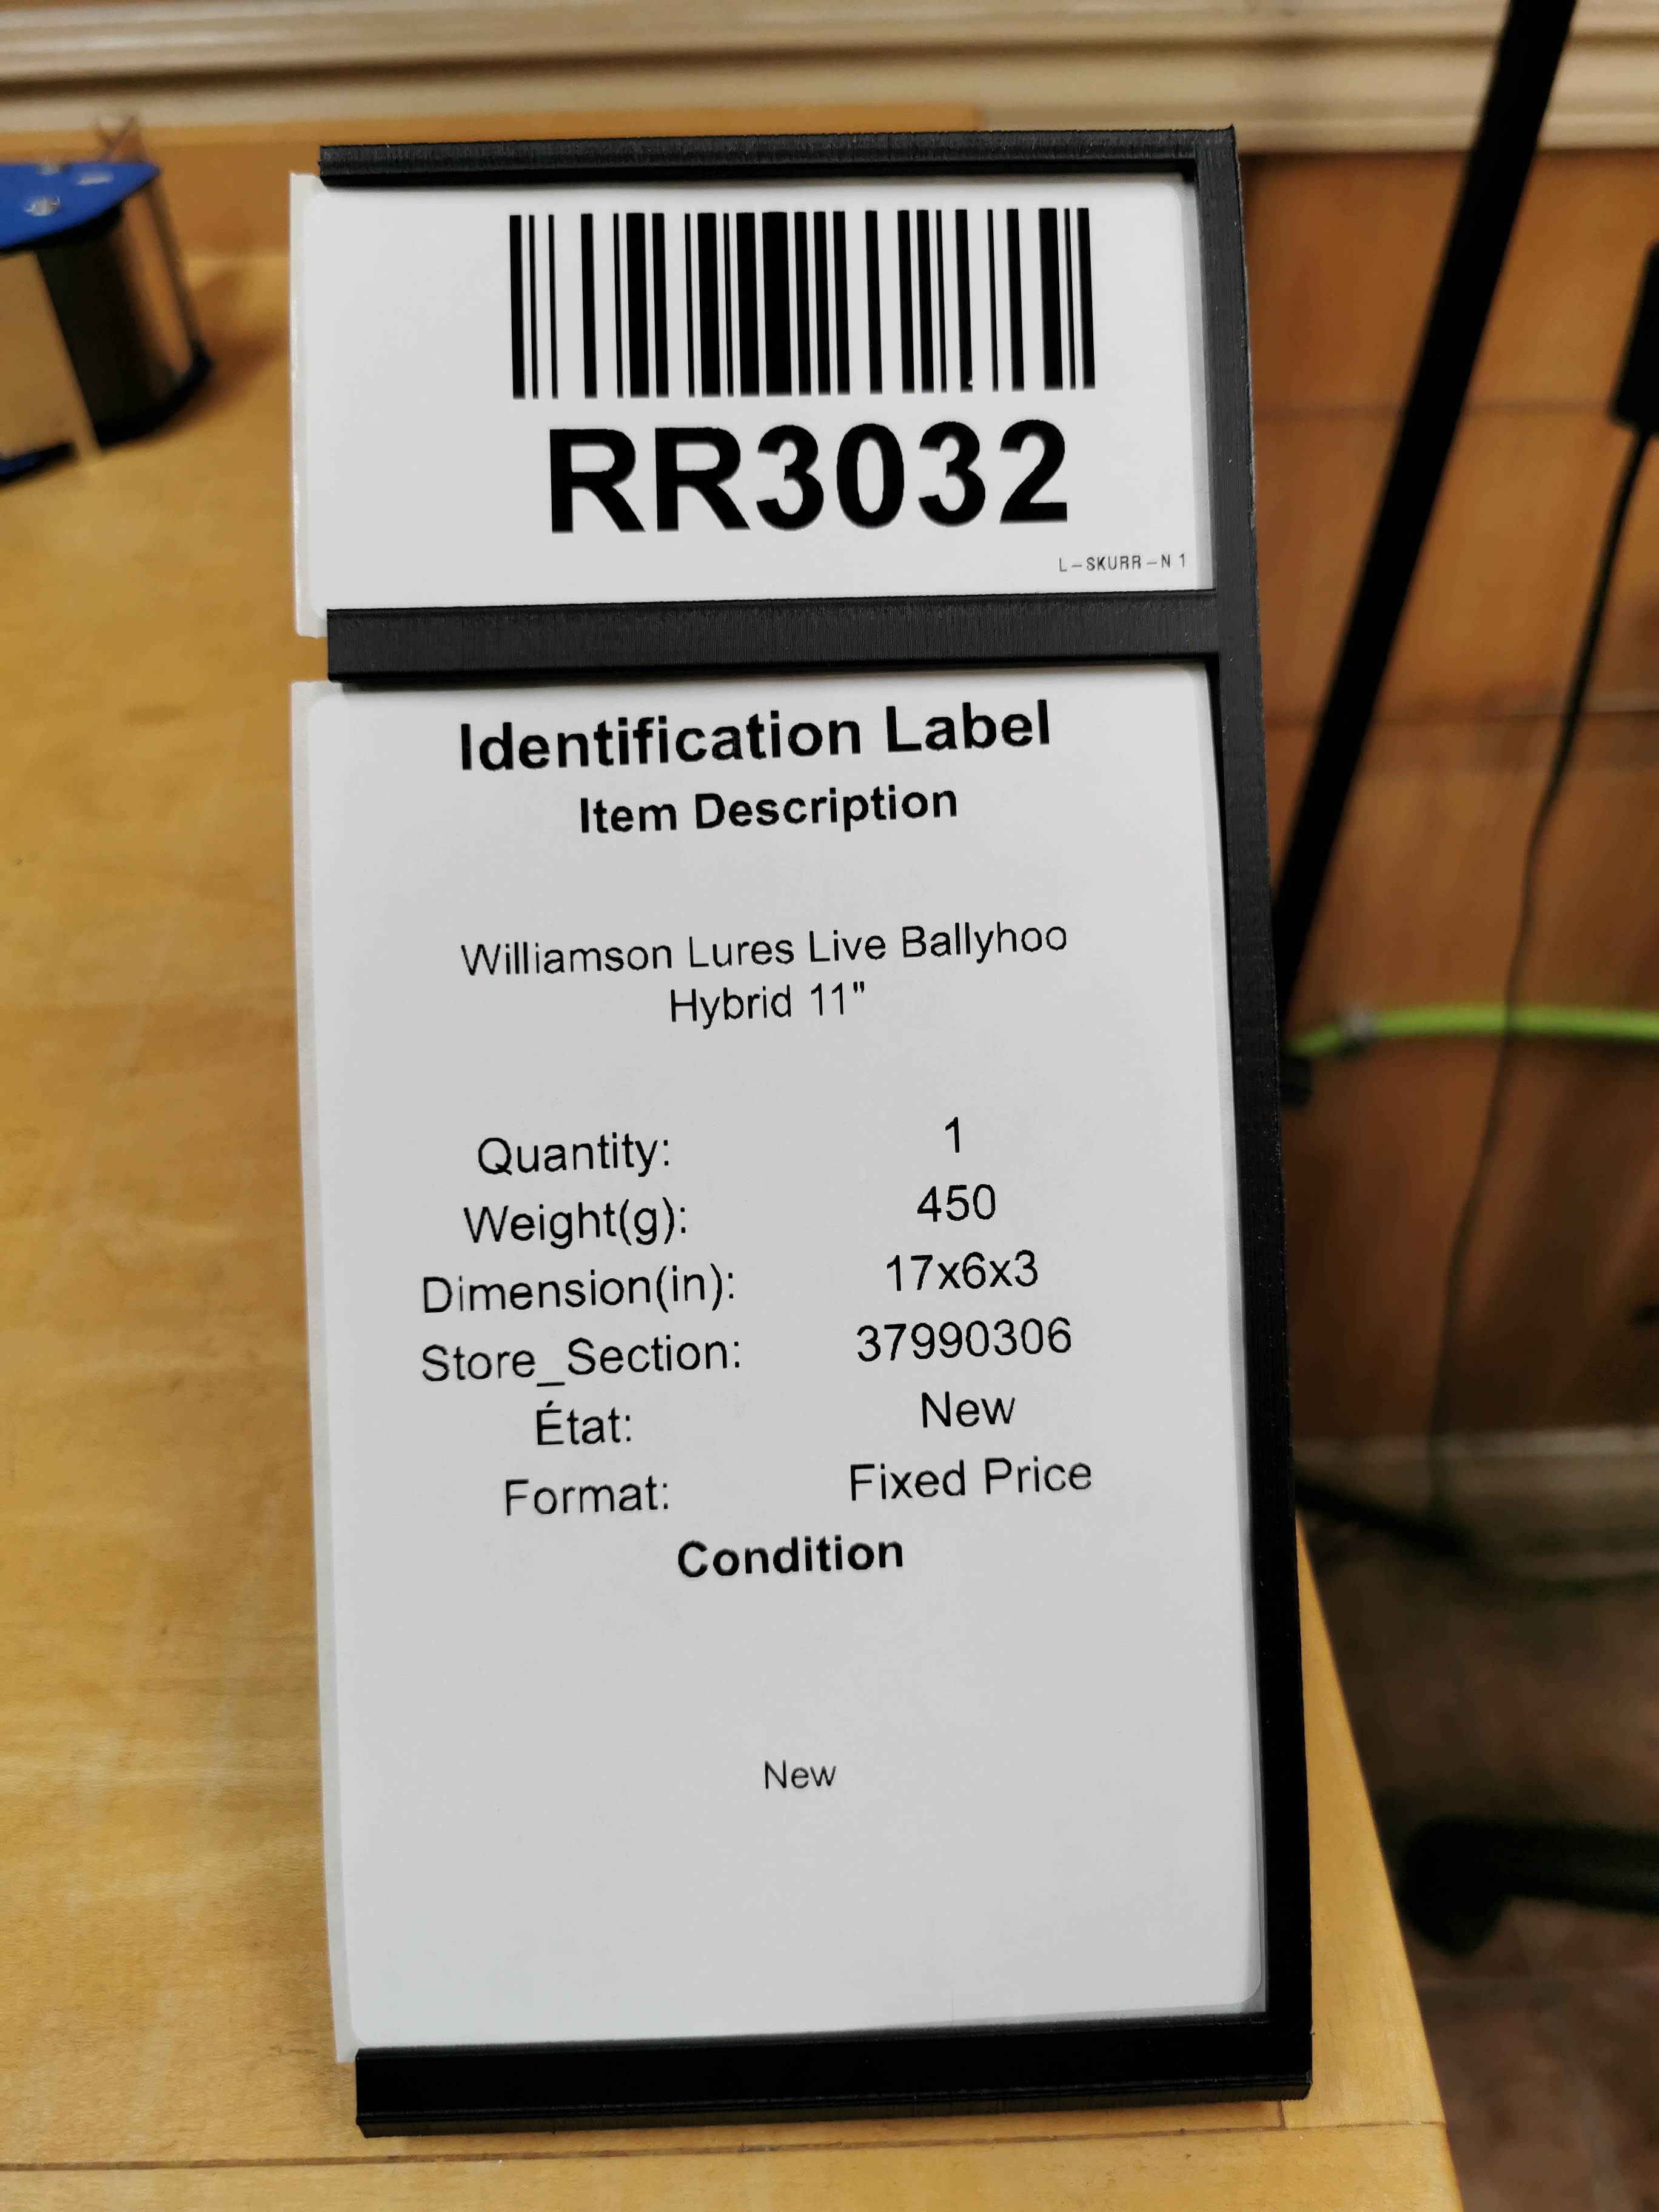 RR3032
L-SKURR-N 1
Identification Label
Item Description
Williamson Lures Live Ballyhoo
Hybrid 11"
Quantity: 1
Weight(g): 450
Dimension(in): 17x6x3
Store_Section: 37990306
État: New
Format: Fixed Price
Condition
New